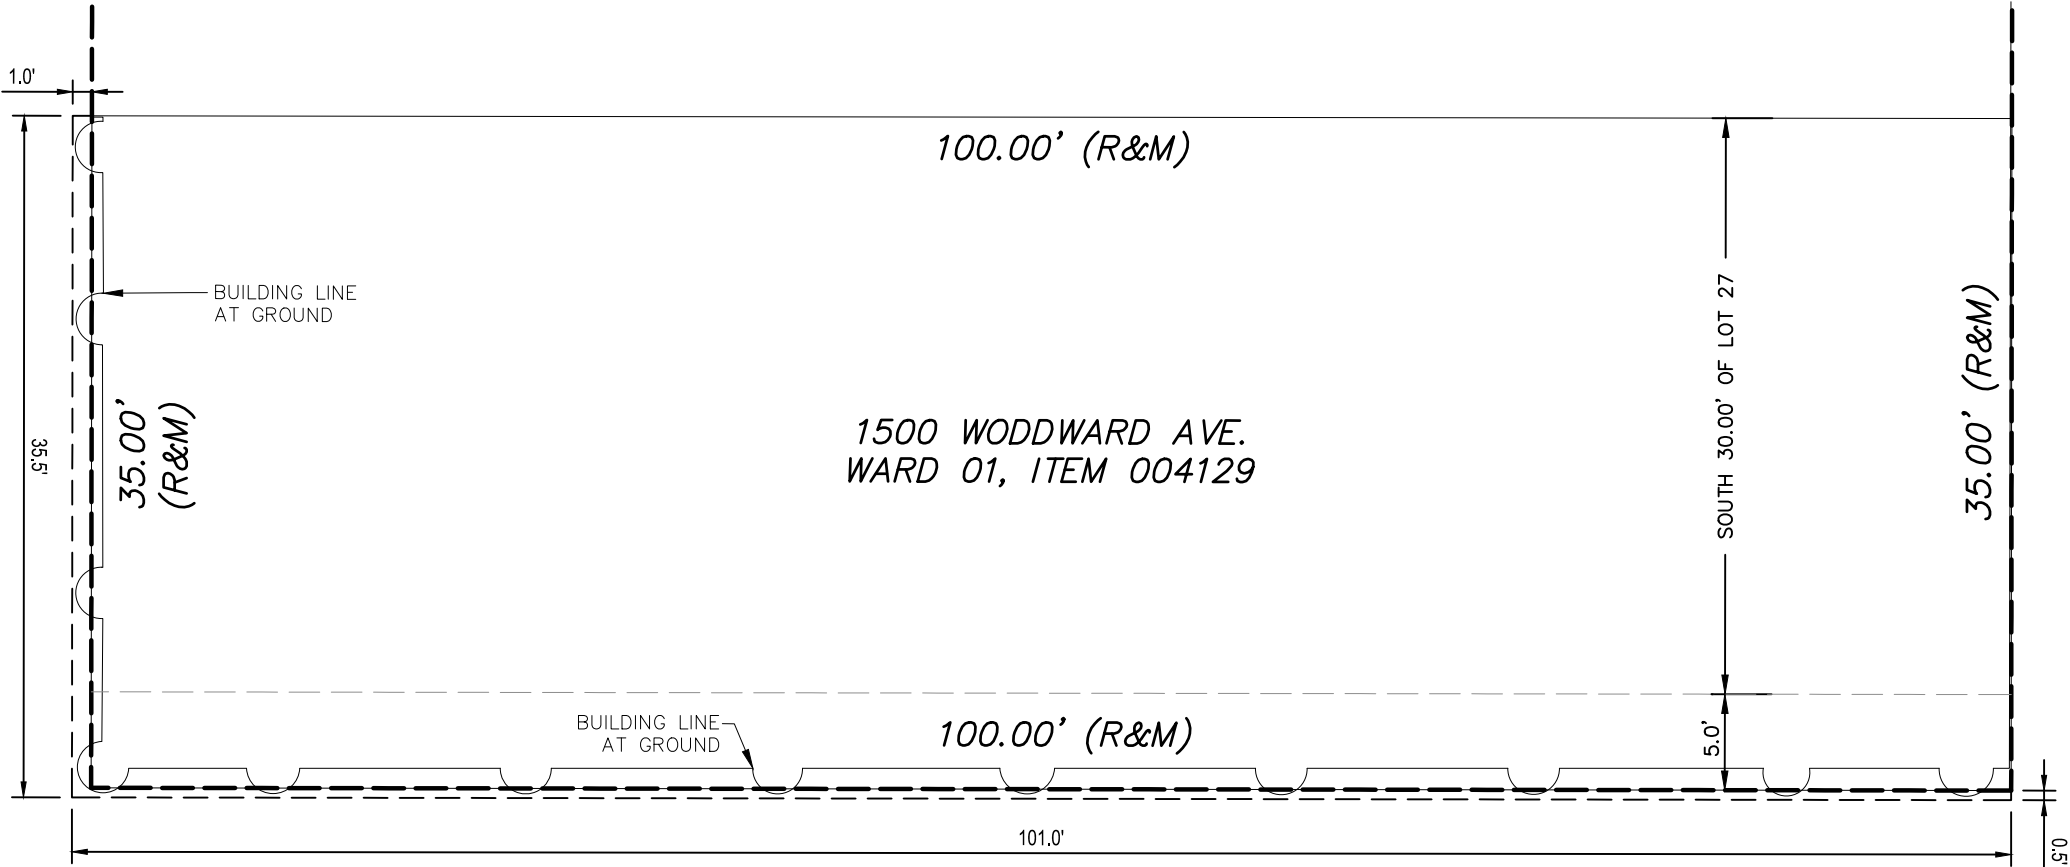 1.0'
100.00' (R&M)
BUILDING LINE
AT GROUND
SOUTH 30.00' OF LOT 27
35.00' (R&M)
35.00'
(R&M)
35.5'
1500 WODDWARD AVE.
WARD 01, ITEM 004129
BUILDING LINE
AT GROUND
100.00' (R&M)
5.0'
101.0'
0.5'